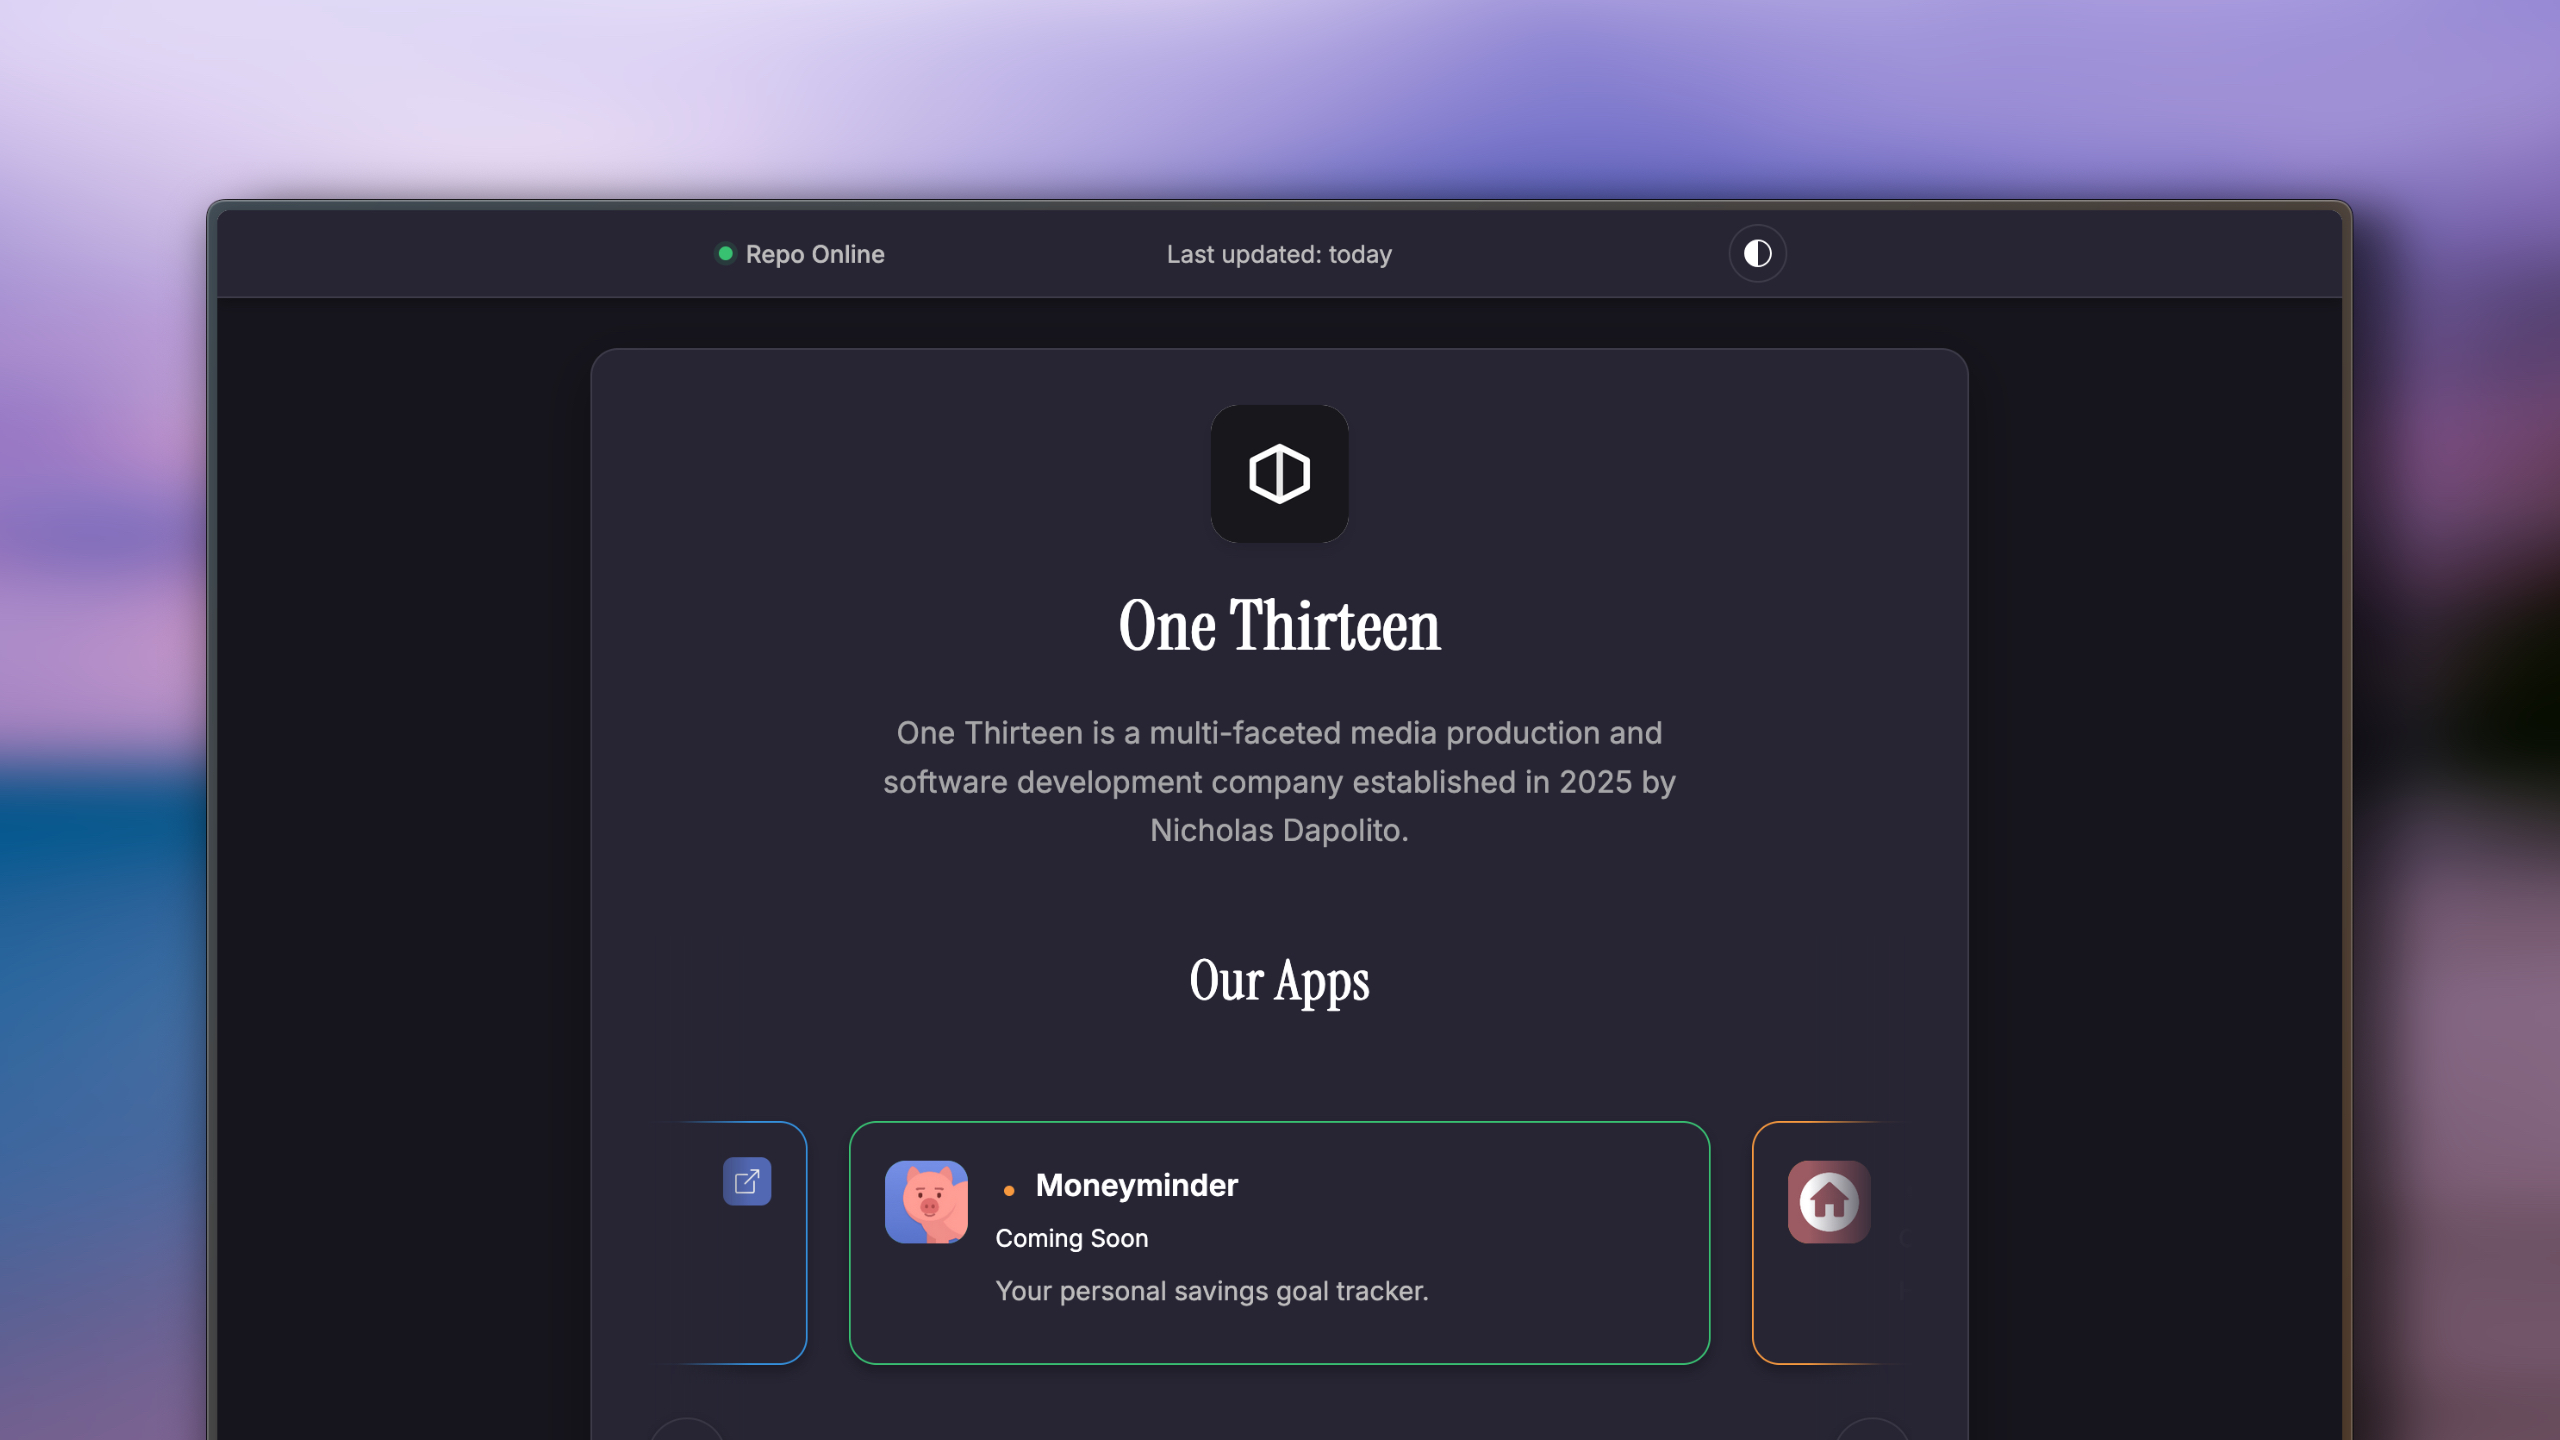 Repo Online
Last updated: today
One Thirteen
One Thirteen is a multi-faceted media production and
software development company established in 2025 by
Nicholas Dapolito.
Our Apps
Moneyminder
Coming Soon
Your personal savings goal tracker.